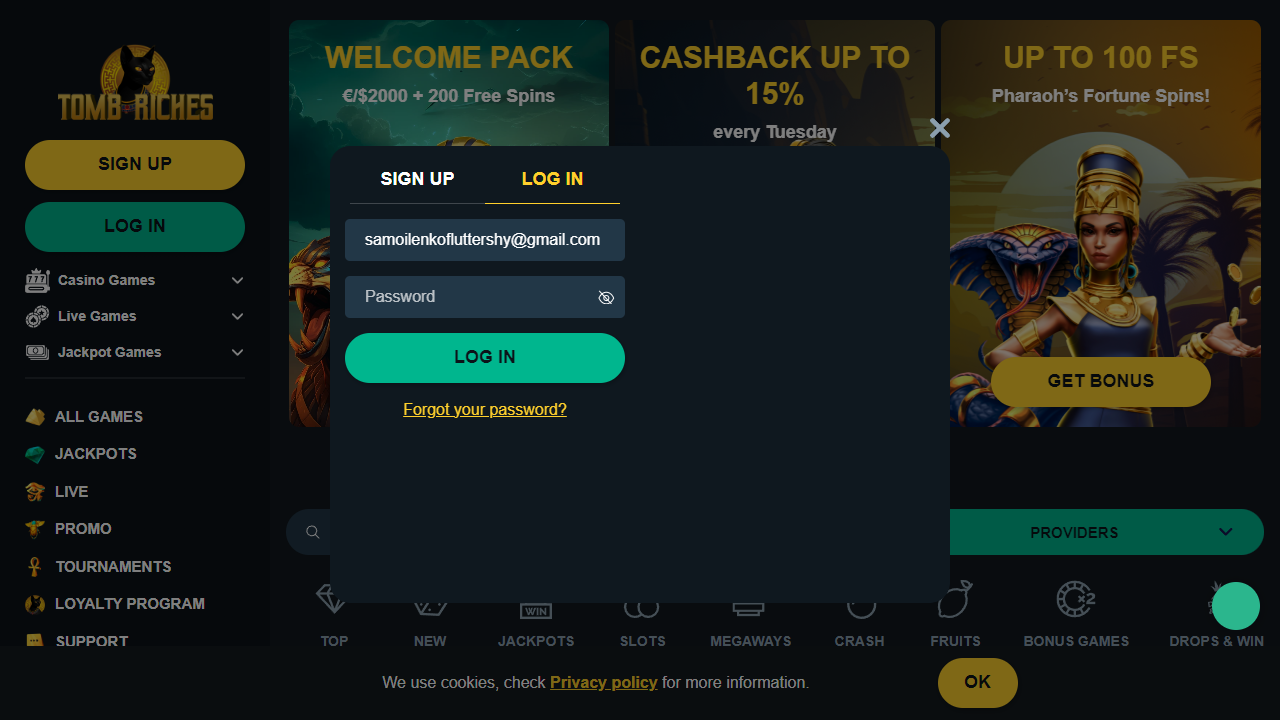 TOMB RICHES
SIGN UP
LOG IN
Casino Games
Live Games
Jackpot Games
ALL GAMES
JACKPOTS
LIVE
PROMO
TOURNAMENTS
LOYALTY PROGRAM
SUPPORT
WELCOME PACK
€/$2000 + 200 Free Spins
CASHBACK UP TO
15%
every Tuesday
UP TO 100 FS
Pharaoh’s Fortune Spins!
GET BONUS
SIGN UP
LOG IN
samoilenkofluttershy@gmail.com
Password
LOG IN
Forgot your password?
PROVIDERS
WIN
×2
TOP
NEW
JACKPOTS
SLOTS
MEGAWAYS
CRASH
FRUITS
BONUS GAMES
DROPS & WIN
We use cookies, check Privacy policy for more information.
OK